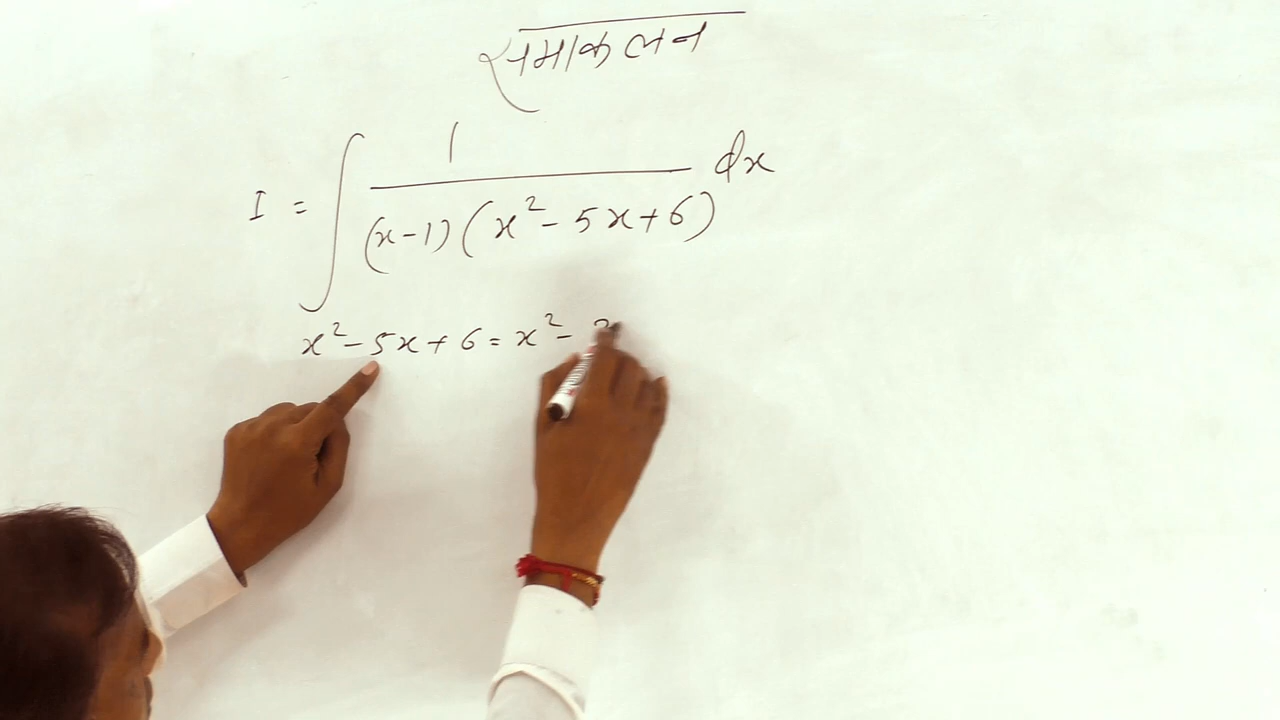 समाकलन
I = ∫ 1 / (x-1)(x²-5x+6) dx
x²-5x+6 = x²-